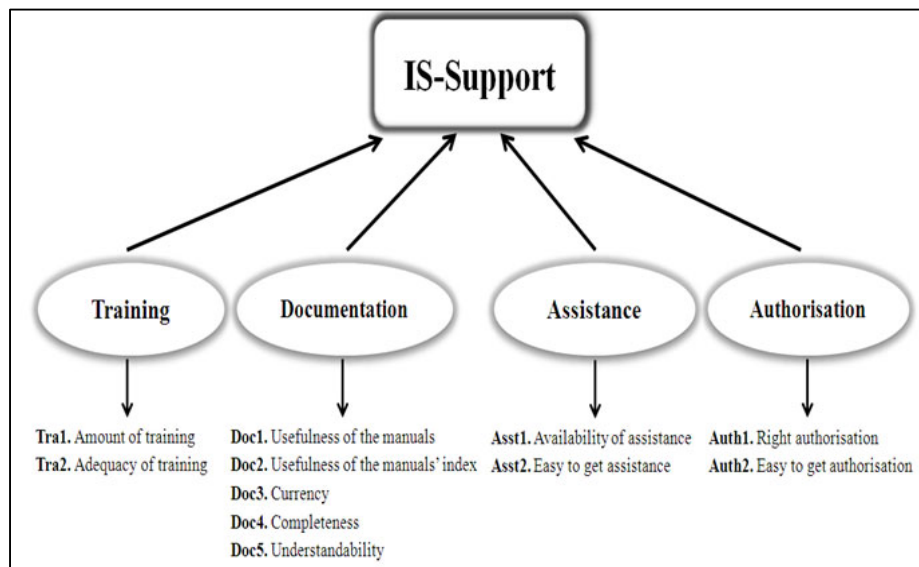 IS-Support
Training
Documentation
Assistance
Authorisation
Tra1. Amount of training
Tra2. Adequacy of training
Doc1. Usefulness of the manuals
Doc2. Usefulness of the manuals' index
Doc3. Currency
Doc4. Completeness
Doc5. Understandability
Asst1. Availability of assistance
Asst2. Easy to get assistance
Auth1. Right authorisation
Auth2. Easy to get authorisation